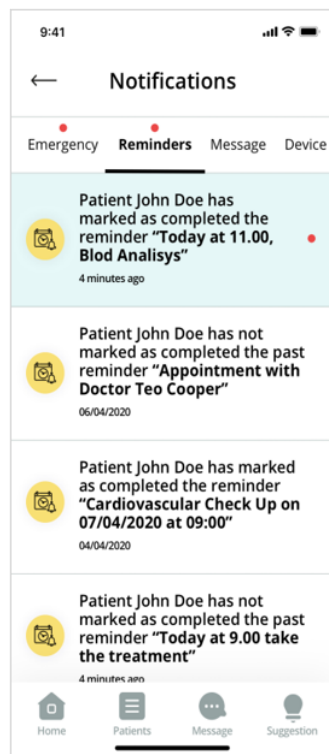 9:41
Notifications
Emergency Reminders Message Device
Patient John Doe has
marked as completed the
reminder “Today at 11.00,
Blod Analisys”
4 minutes ago
Patient John Doe has not
marked as completed the past
reminder “Appointment with
Doctor Teo Cooper”
06/04/2020
Patient John Doe has marked
as completed the reminder
“Cardiovascular Check Up on
07/04/2020 at 09:00”
04/04/2020
Patient John Doe has not
marked as completed the past
reminder “Today at 9.00 take
the treatment”
4 minutes ago
Home Patients Message Suggestion